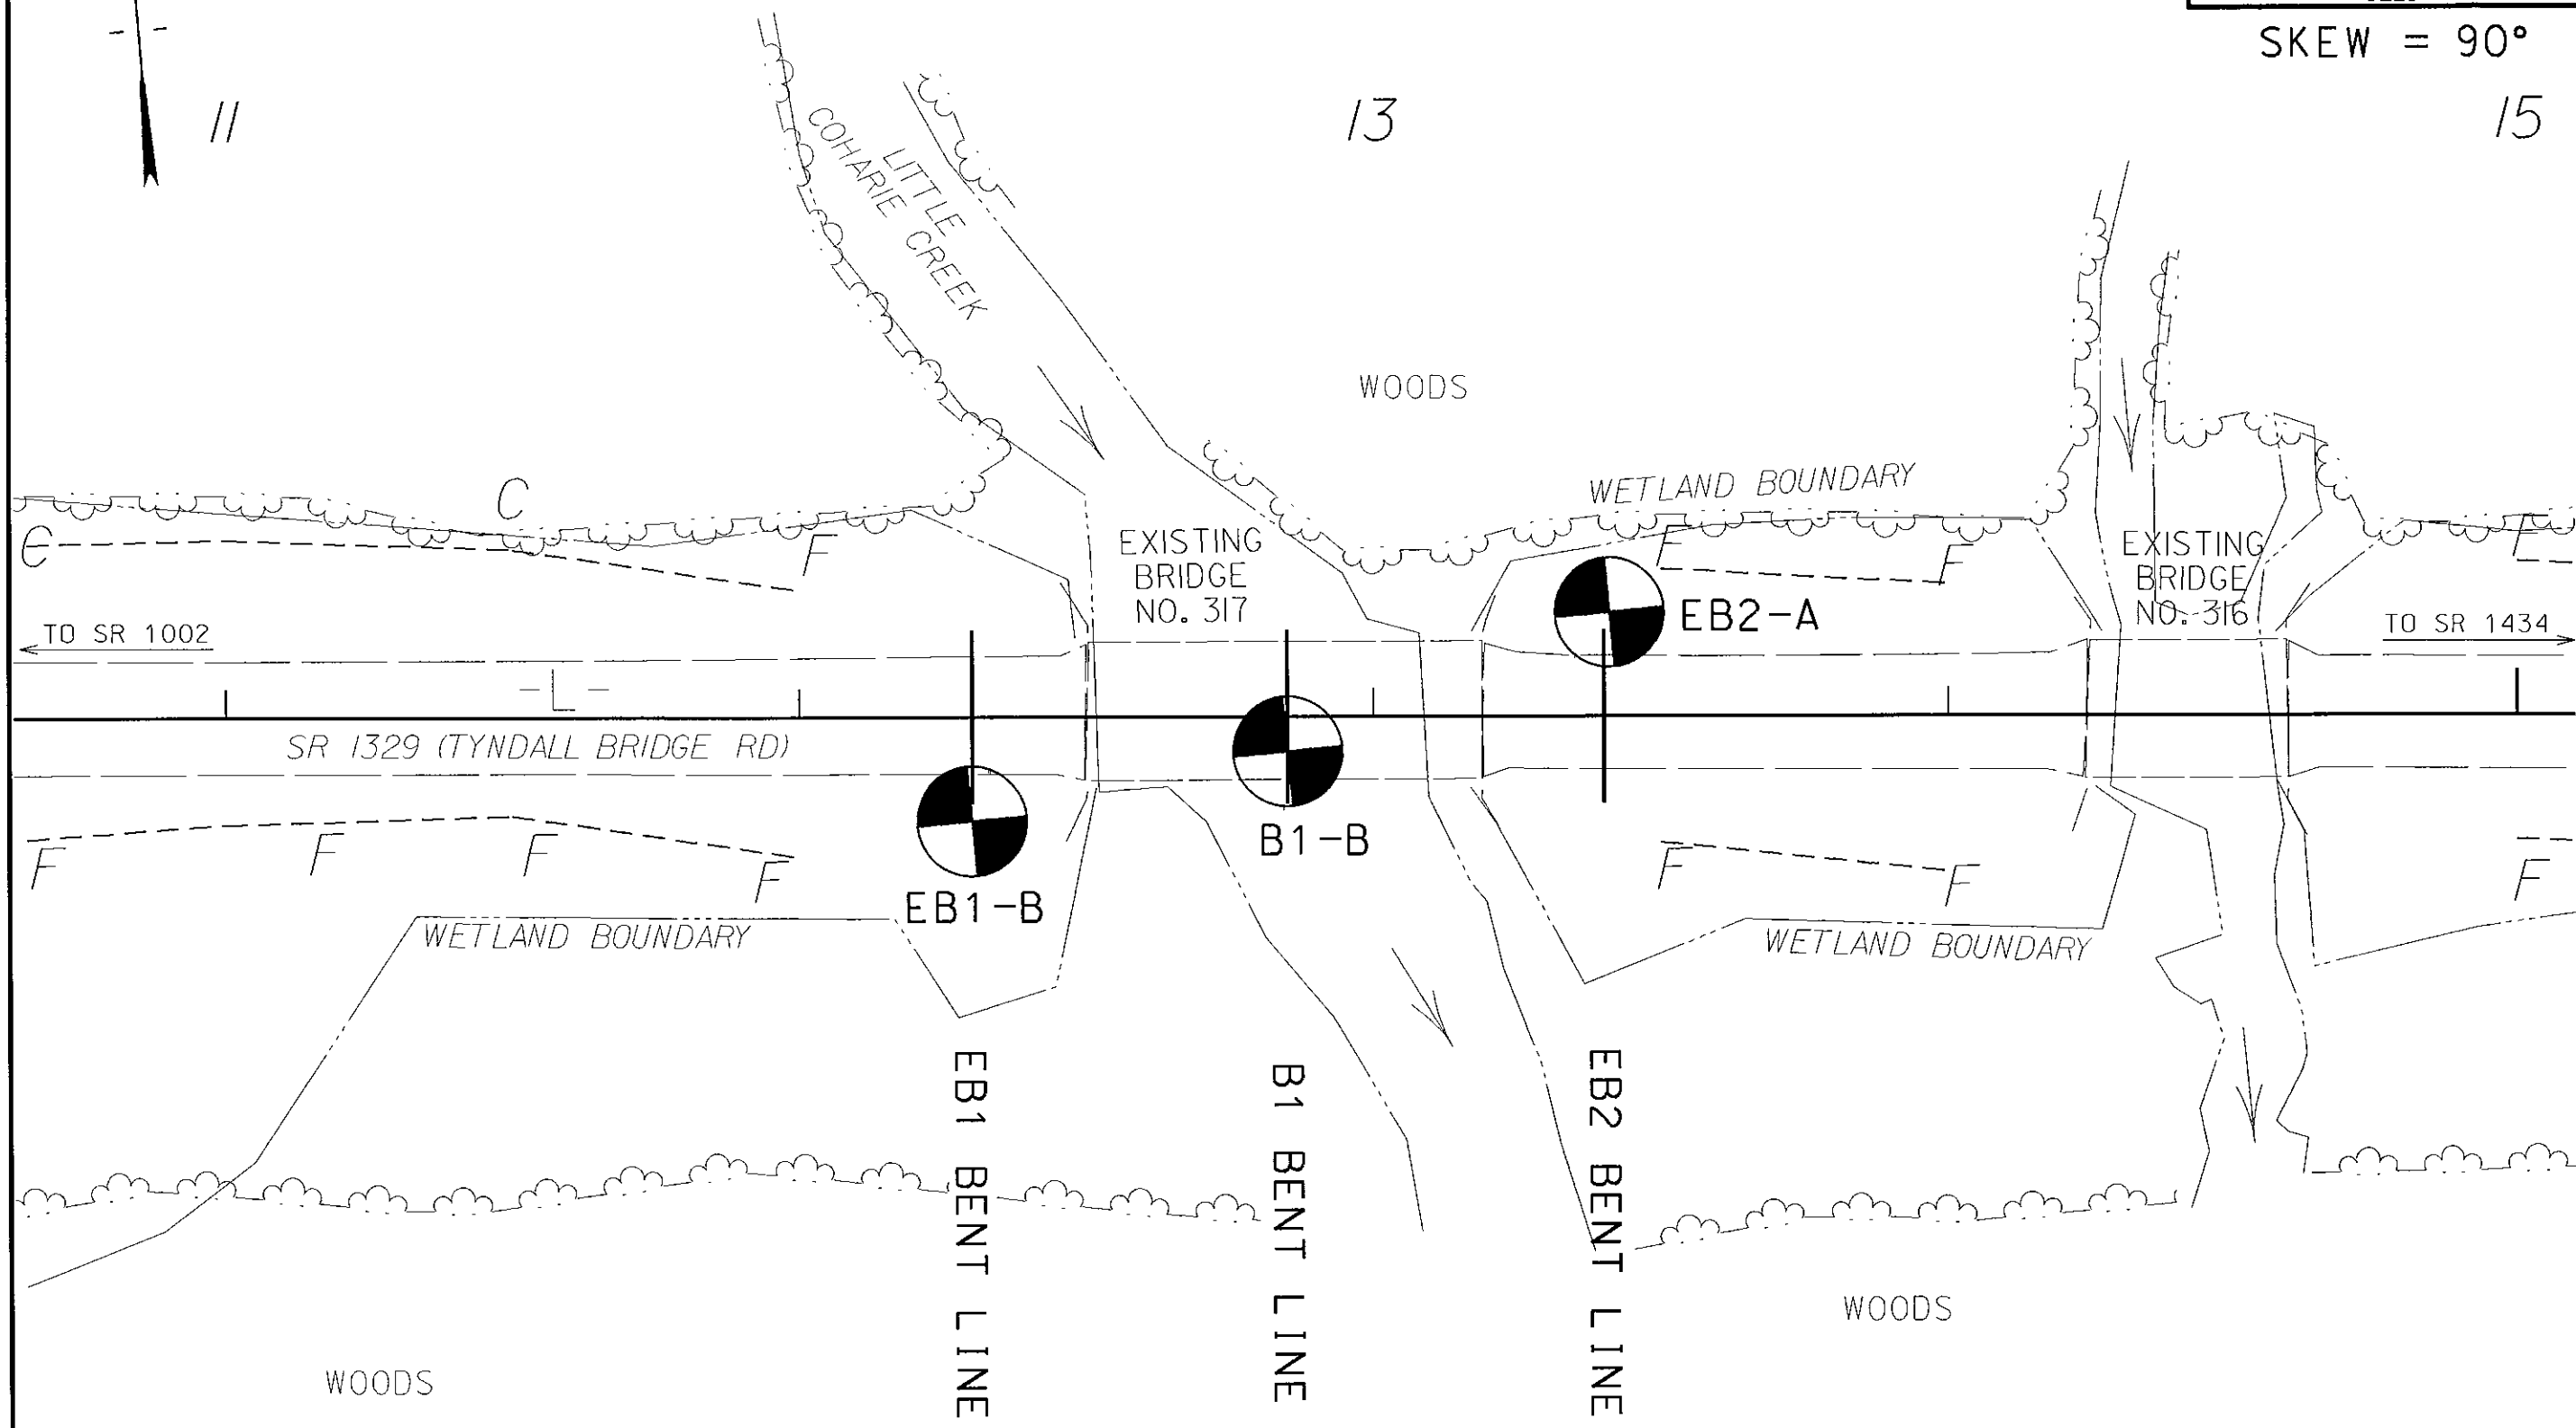 SKEW = 90°
11
13
15
LITTLE
COHARIE CREEK
WOODS
WETLAND BOUNDARY
C
C
F
F
F
F
EXISTING
BRIDGE
NO. 317
EXISTING
BRIDGE
NO. 316
EB2-A
TO SR 1002
TO SR 1434
-L-
SR 1329 (TYNDALL BRIDGE RD)
B1-B
F
F
F
F
F
F
F
EB1-B
WETLAND BOUNDARY
WETLAND BOUNDARY
EB1 BENT LINE
B1 BENT LINE
EB2 BENT LINE
WOODS
WOODS